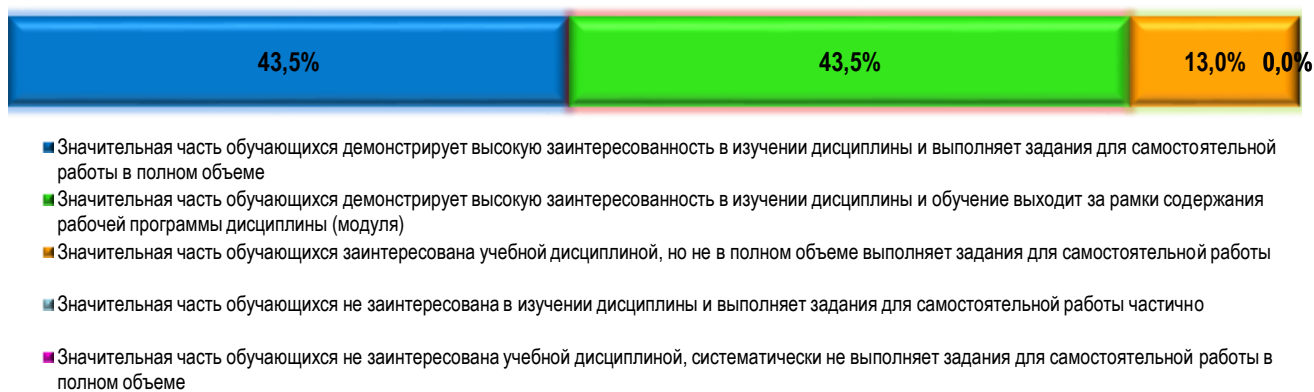 43,5% 43,5% 13,0% 0,0%
Значительная часть обучающихся демонстрирует высокую заинтересованность в изучении дисциплины и выполняет задания для самостоятельной
работы в полном объеме
Значительная часть обучающихся демонстрирует высокую заинтересованность в изучении дисциплины и обучение выходит за рамки содержания
рабочей программы дисциплины (модуля)
Значительная часть обучающихся заинтересована учебной дисциплиной, но не в полном объеме выполняет задания для самостоятельной работы
Значительная часть обучающихся не заинтересована в изучении дисциплины и выполняет задания для самостоятельной работы частично
Значительная часть обучающихся не заинтересована учебной дисциплиной, систематически не выполняет задания для самостоятельной работы в
полном объеме